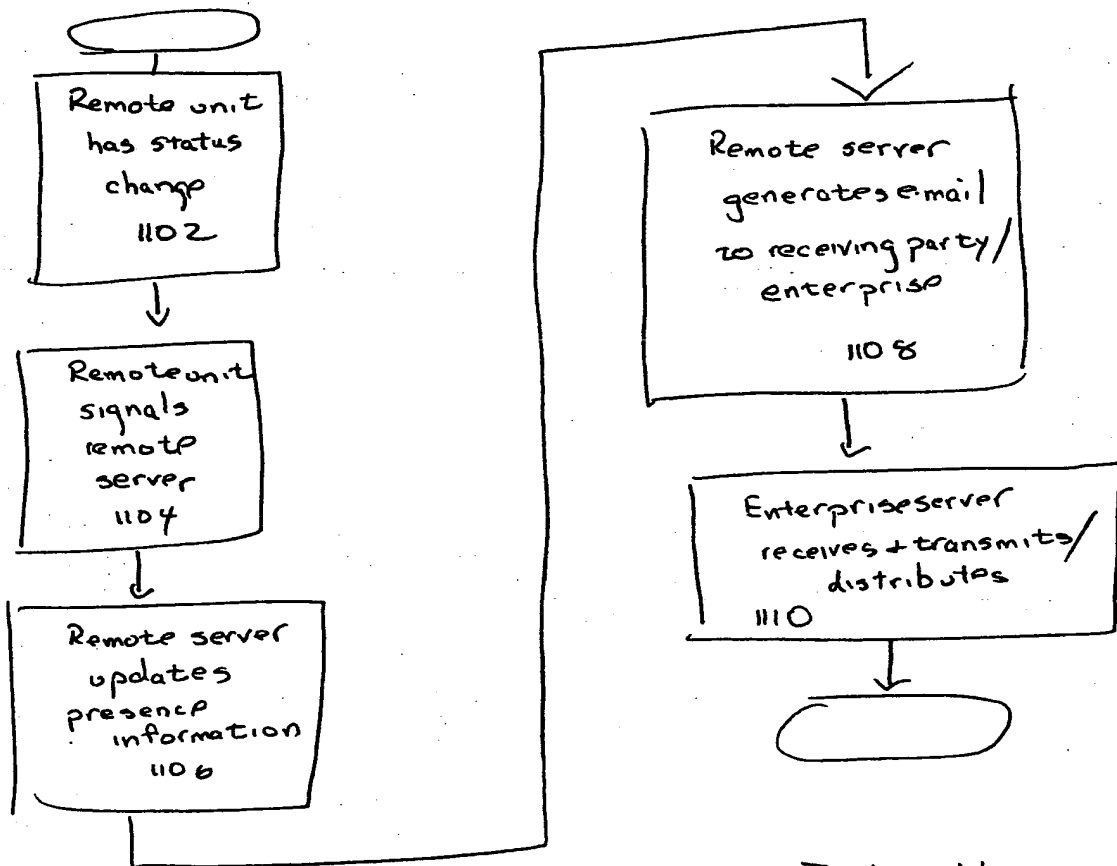 Remote unit
has status
change
1102
Remote unit
signals
remote
server
1104
Remote server
updates
presence
information
1106
Remote server
generates email
to receiving party/
enterprise
1108
Enterprise server
receives + transmits/
distributes
1110